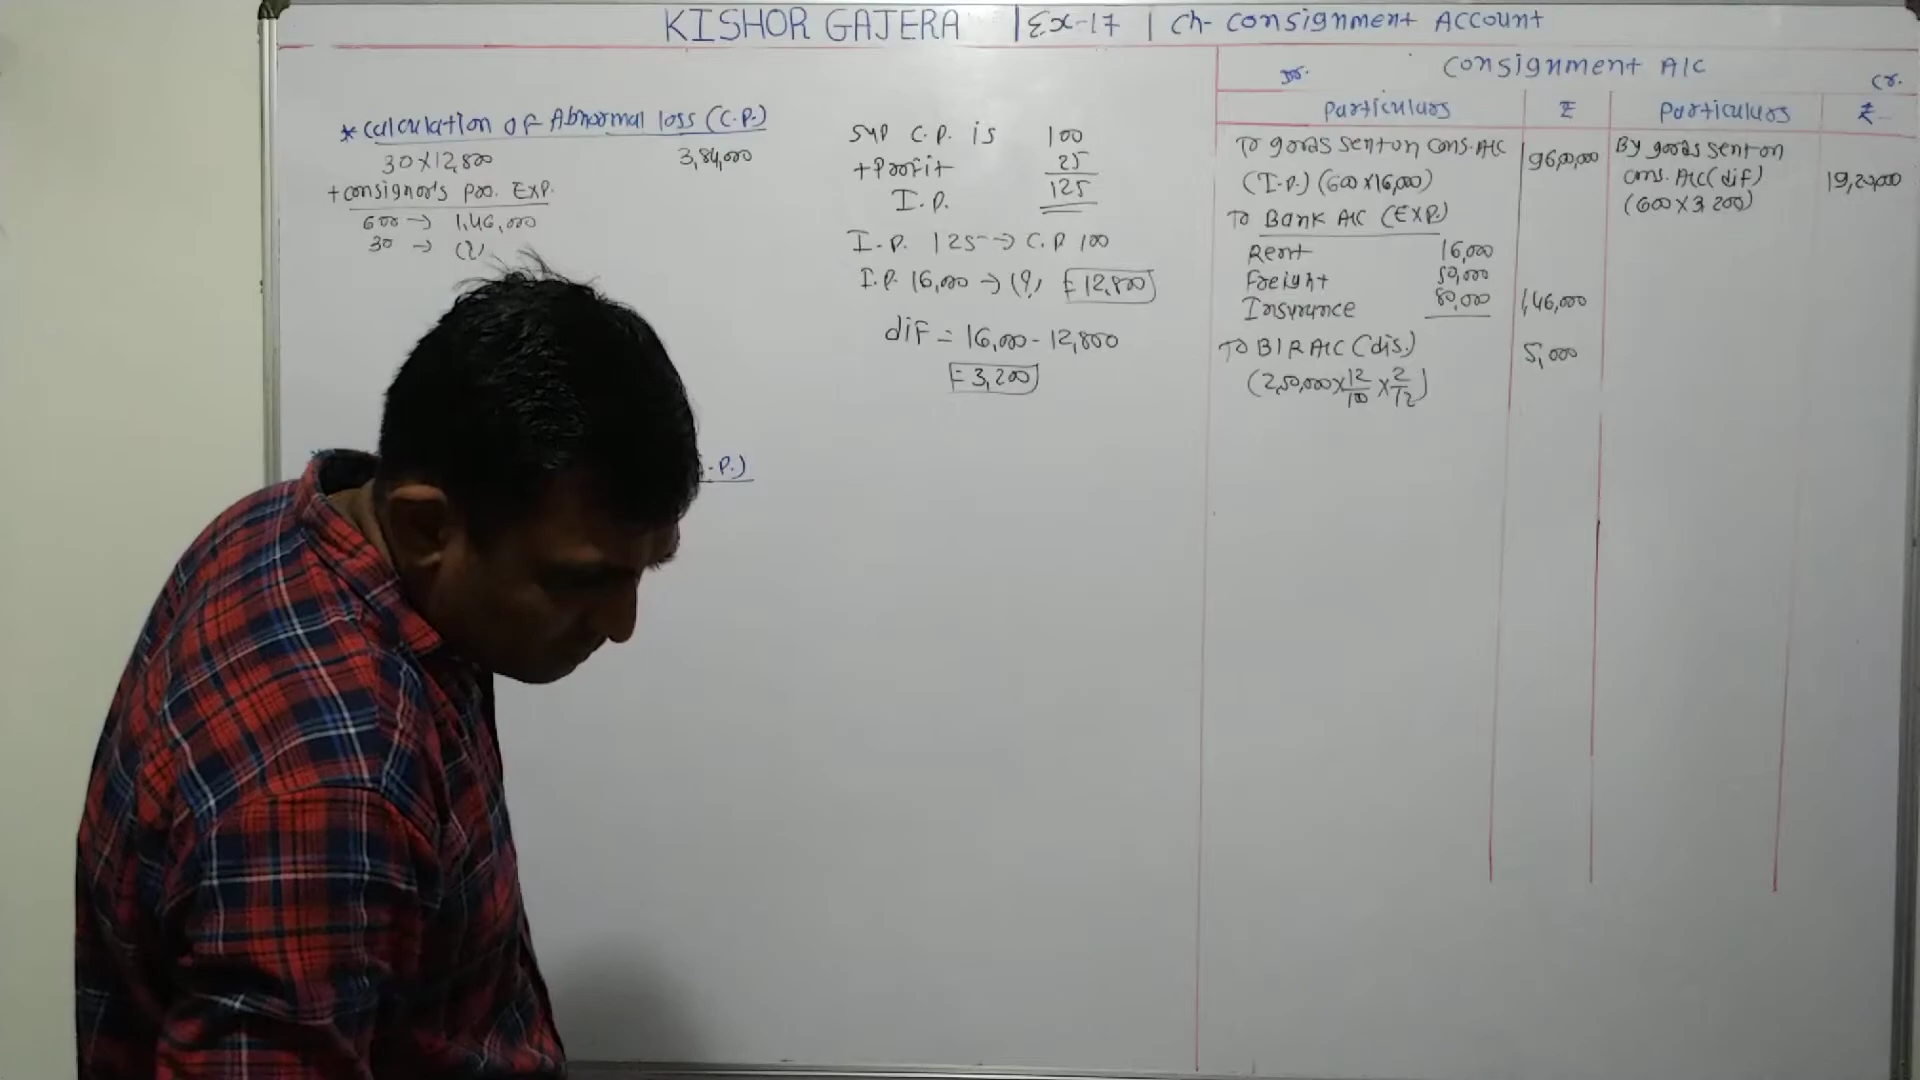 KISHOR GAJERA | Ex-17 | Ch- Consignment Account
* Calculation of Abnormal loss (C.P.)
30 X 12,800 3,84,000
+ consignor's pro. Exp.
600 → 1,46,000
30 → (?)
.P.)
Sup C.P. is 100
+ Profit 25
I.P. 125
I.P. 125 → C.P 100
I.P. 16,000 → (?) = 12,800
dif = 16,000 - 12,800
= 3,200
Consignment A/C
Dr. Cr.
Particulars ₹ Particulars ₹
To goods sent on cons. A/C 96,00,000 By goods sent on
(I.P.) (600 X 16,000) cons. A/C (dif) 19,20,000
To Bank A/C (EXP.) (600 X 3,200)
Rent 16,000
Freight 50,000
Insurance 80,000 1,46,000
To B/R A/C (dis.) 5,000
(2,50,000 X 12/100 X 2/12)